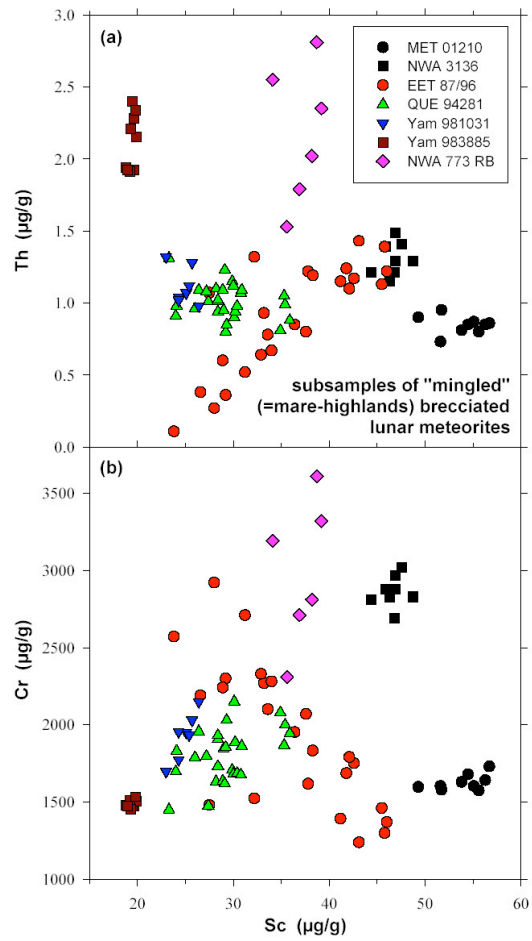 (a)
MET 01210
NWA 3136
EET 87/96
QUE 94281
Yam 981031
Yam 983885
NWA 773 RB
3.0
2.5
2.0
1.5
1.0
0.5
0.0
Th (µg/g)
subsamples of "mingled"
(=mare-highlands) brecciated
lunar meteorites
(b)
3500
3000
2500
2000
1500
1000
Cr (µg/g)
20 30 40 50 60
Sc (µg/g)